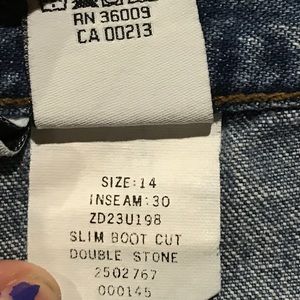 RN 36009
CA 00213
SIZE:14
INSEAM:30
ZD23U198
SLIM BOOT CUT
DOUBLE STONE
2502767
000145